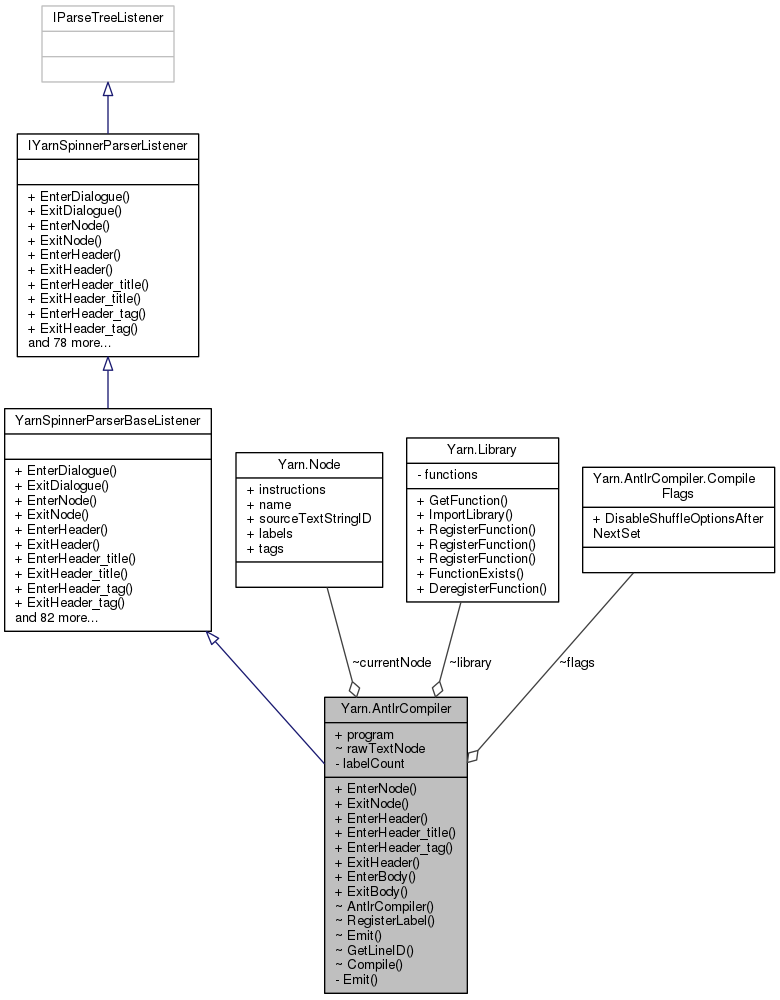 IParseTreeListener
IYarnSpinnerParserListener
+ EnterDialogue()
+ ExitDialogue()
+ EnterNode()
+ ExitNode()
+ EnterHeader()
+ ExitHeader()
+ EnterHeader_title()
+ ExitHeader_title()
+ EnterHeader_tag()
+ ExitHeader_tag()
and 78 more...
YarnSpinnerParserBaseListener
+ EnterDialogue()
+ ExitDialogue()
+ EnterNode()
+ ExitNode()
+ EnterHeader()
+ ExitHeader()
+ EnterHeader_title()
+ ExitHeader_title()
+ EnterHeader_tag()
+ ExitHeader_tag()
and 82 more...
Yarn.Node
+ instructions
+ name
+ sourceTextStringID
+ labels
+ tags
Yarn.Library
- functions
+ GetFunction()
+ ImportLibrary()
+ RegisterFunction()
+ RegisterFunction()
+ RegisterFunction()
+ FunctionExists()
+ DeregisterFunction()
Yarn.AntlrCompiler.Compile
Flags
+ DisableShuffleOptionsAfter
NextSet
~currentNode
~library
~flags
Yarn.AntlrCompiler
+ program
~ rawTextNode
- labelCount
+ EnterNode()
+ ExitNode()
+ EnterHeader()
+ EnterHeader_title()
+ EnterHeader_tag()
+ ExitHeader()
+ EnterBody()
+ ExitBody()
~ AntlrCompiler()
~ RegisterLabel()
~ Emit()
~ GetLineID()
~ Compile()
- Emit()